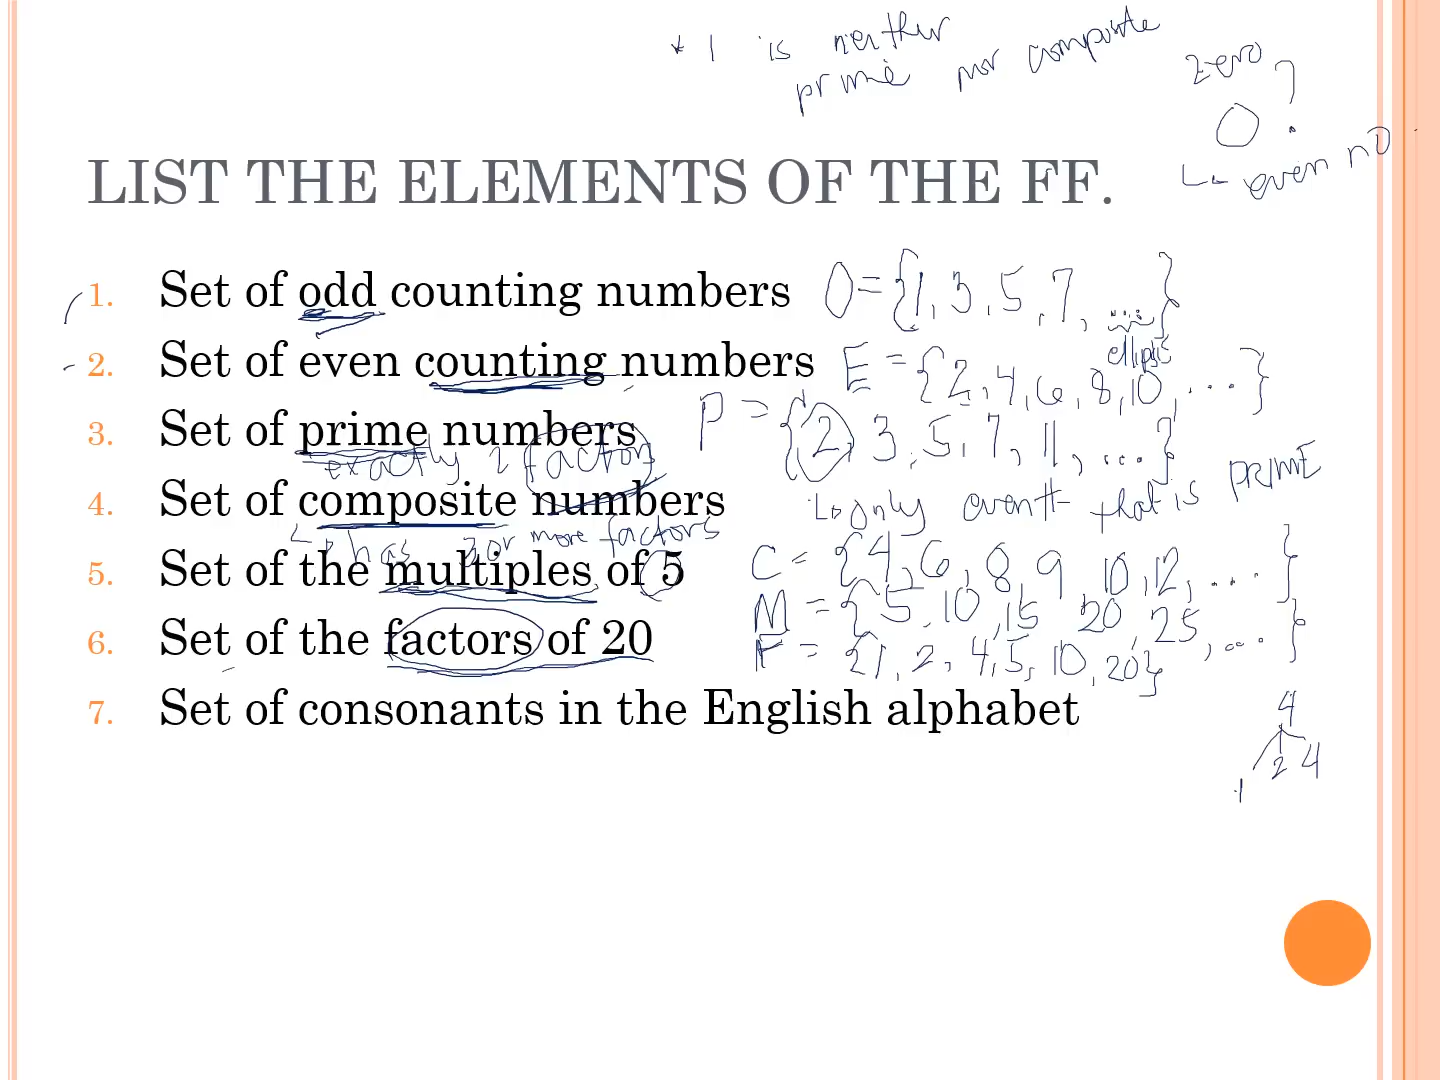 * 1 is neither
prime nor composite
zero
0?
↳ even no.
LIST THE ELEMENTS OF THE FF.
1. Set of odd counting numbers O = {1, 3, 5, 7, ...}
ellipsis
2. Set of even counting numbers E = {2, 4, 6, 8, 10, ...}
3. Set of prime numbers P = {2, 3, 5, 7, 11, ...}
exactly 2 factors
↳ only even # that is PRIME
4. Set of composite numbers
↳ has 3 or more factors
C = {4, 6, 8, 9, 10, 12, ...}
5. Set of the multiples of 5 M = {5, 10, 15, 20, 25, ...}
6. Set of the factors of 20 F = {1, 2, 4, 5, 10, 20}
7. Set of consonants in the English alphabet
4
1 2 4